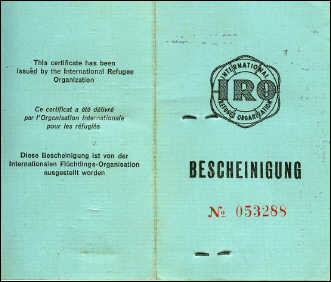 This certificate has been
issued by the International Refugee
Organization
Ce certificat a été délivré
par l'Organisation Internationale
pour les réfugiés
Diese Bescheinigung ist von der
Internationalen Flüchtlings-Organisation
ausgestellt worden
INTERNATIONAL
IRO
REFUGEE ORGANIZATION
BESCHEINIGUNG
№ 053288